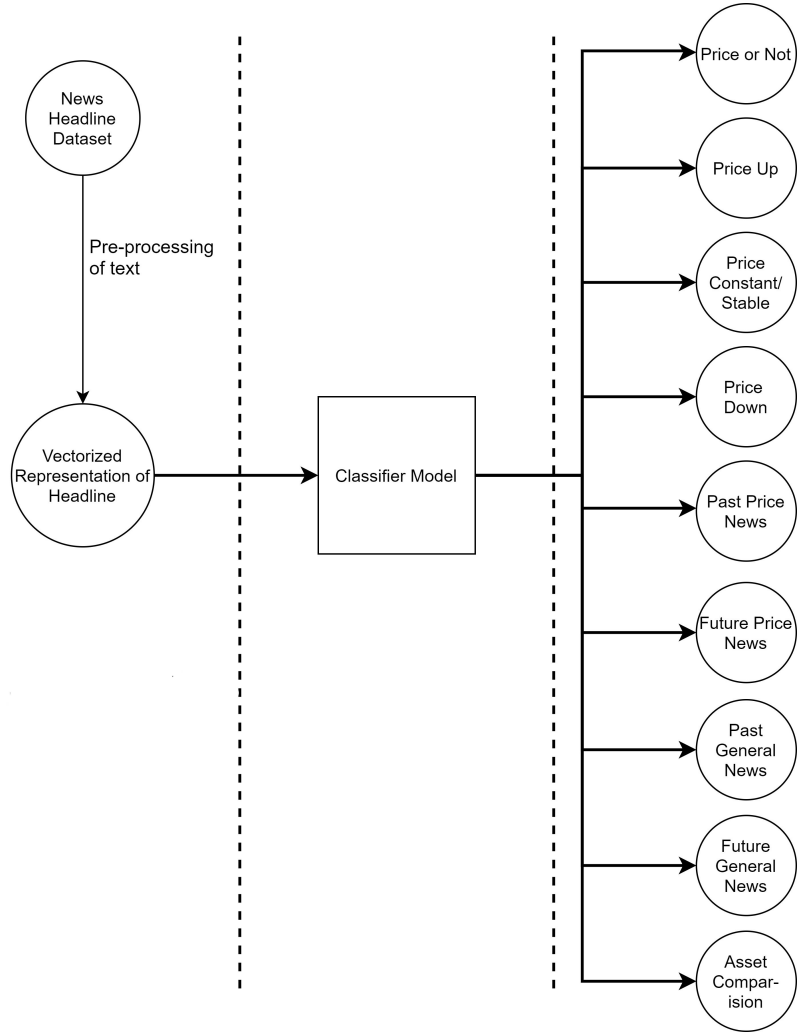 News
Headline
Dataset
Pre-processing
of text
Vectorized
Representation of
Headline
Classifier Model
Price or Not
Price Up
Price
Constant/
Stable
Price
Down
Past Price
News
Future Price
News
Past
General
News
Future
General
News
Asset
Compar-
ision